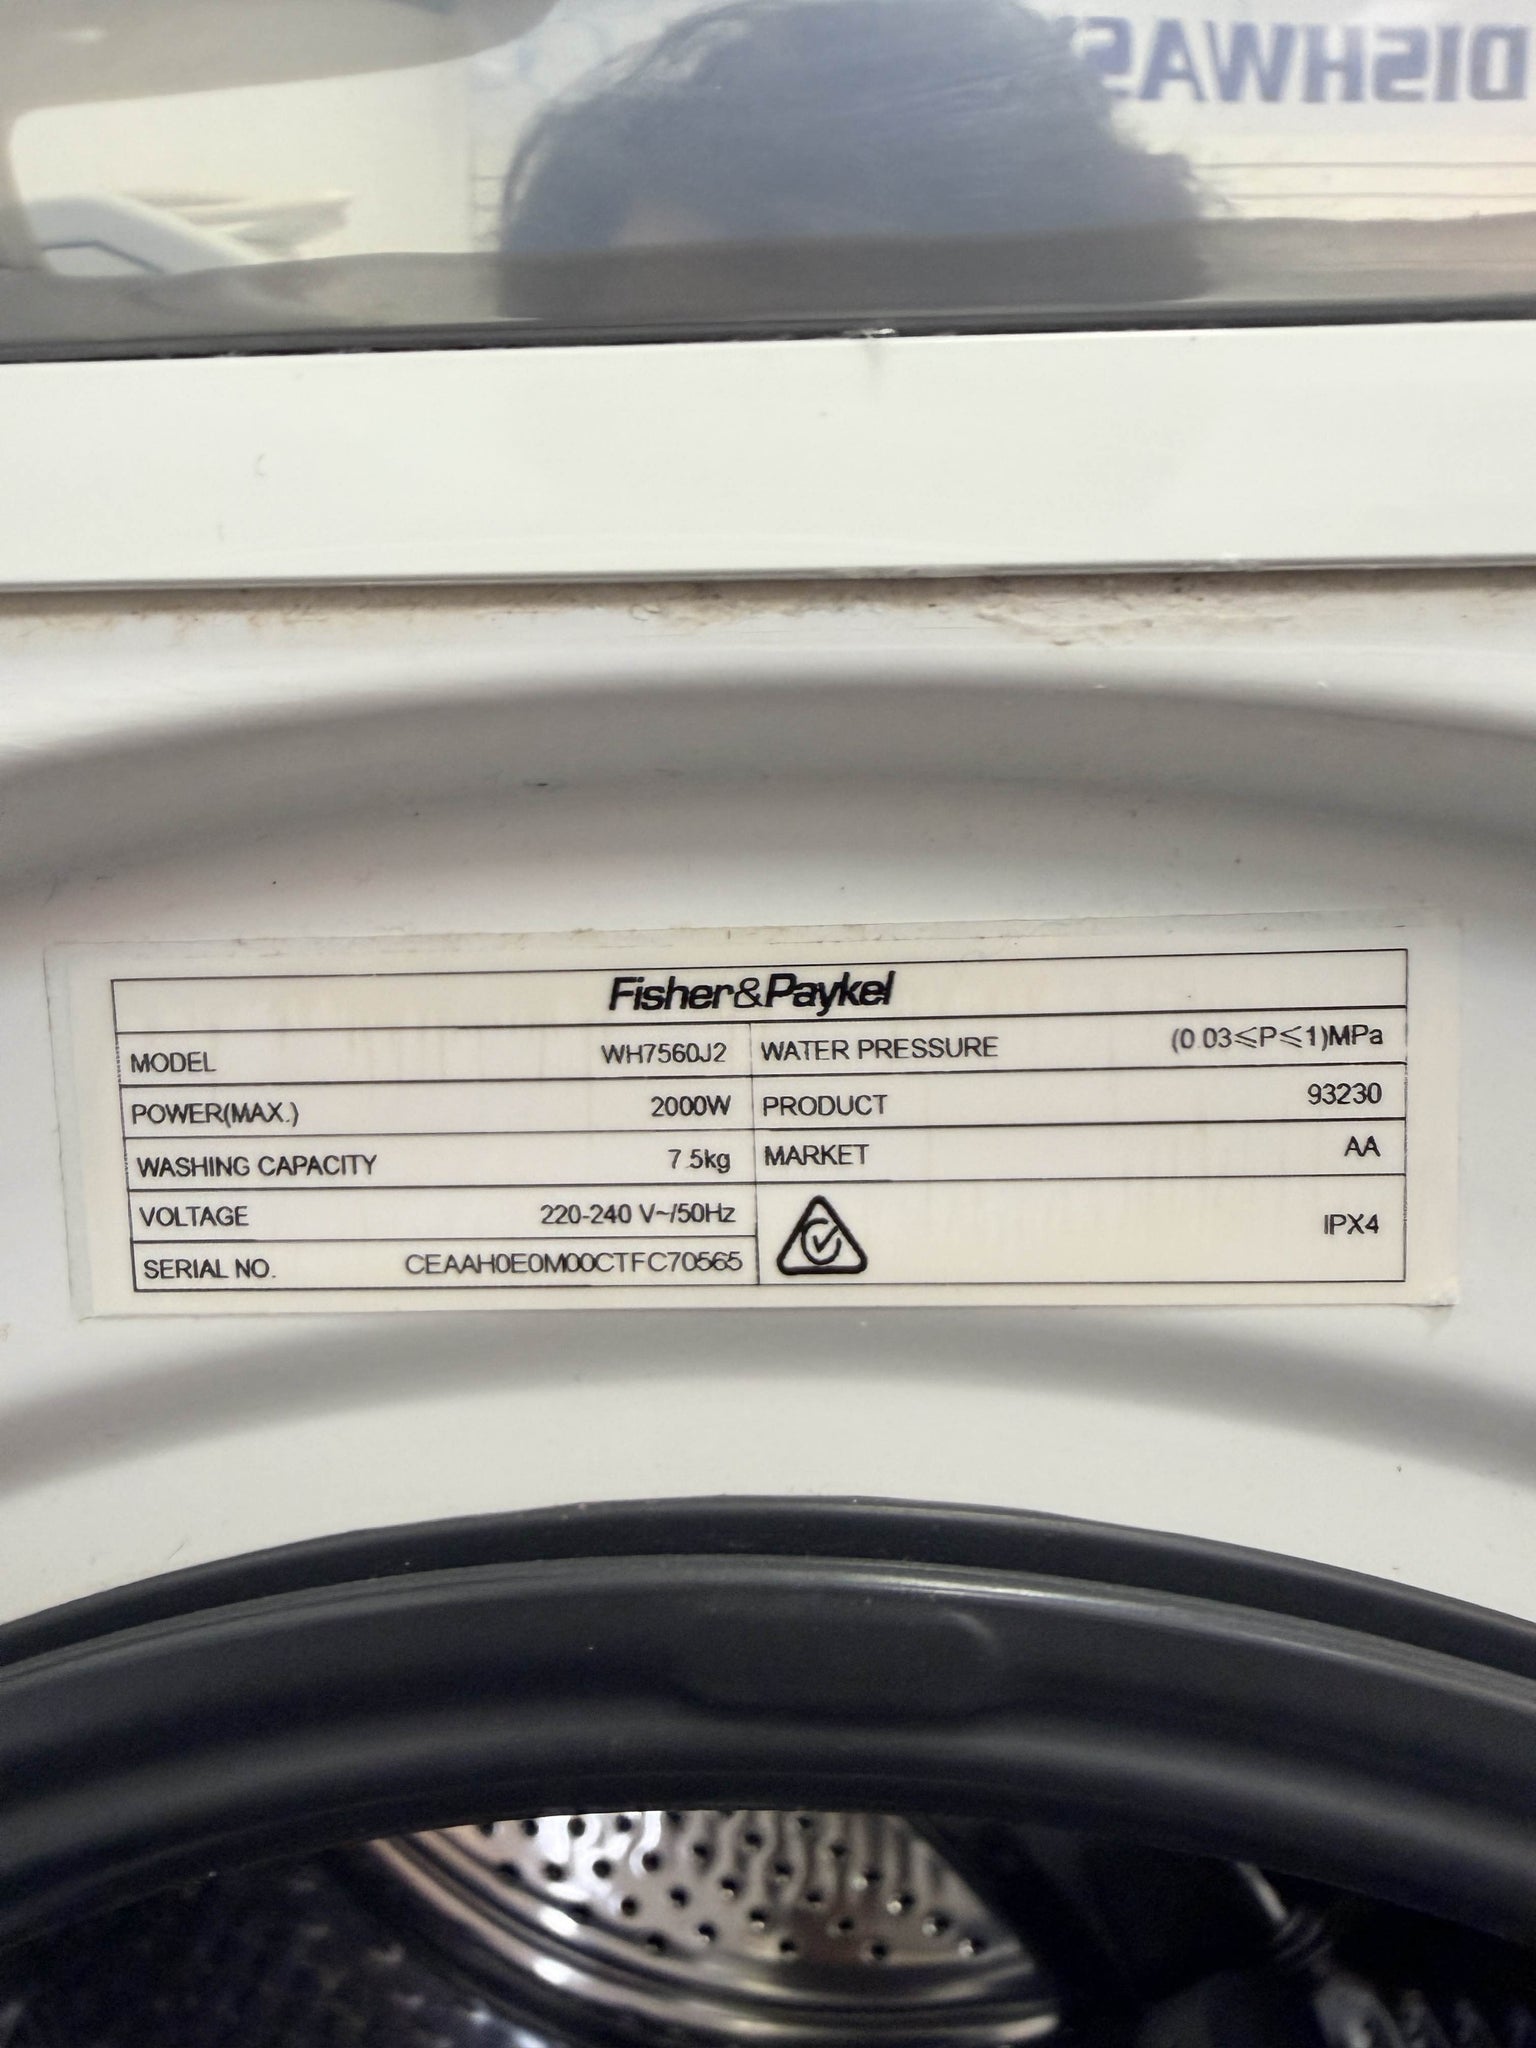 DISHWAS
Fisher&Paykel
MODEL WH7560J2
WATER PRESSURE (0.03≤P≤1)MPa
POWER(MAX.) 2000W
PRODUCT 93230
WASHING CAPACITY 7.5kg
MARKET AA
VOLTAGE 220-240 V~/50Hz
IPX4
SERIAL NO. CEAAH0E0M00CTFC70565